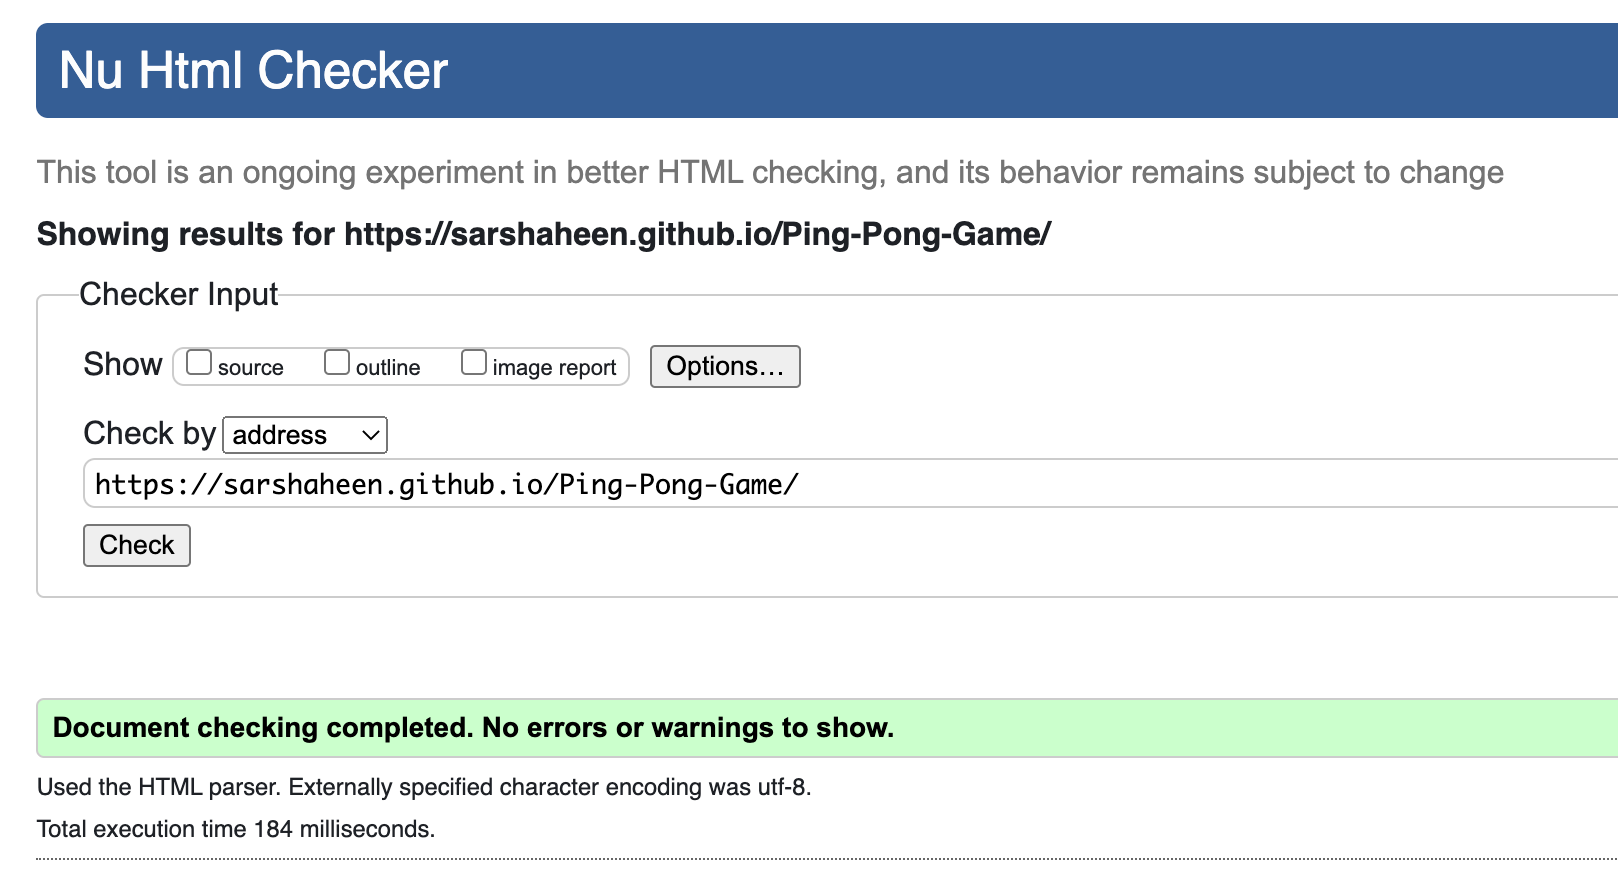 Nu Html Checker
This tool is an ongoing experiment in better HTML checking, and its behavior remains subject to change
Showing results for https://sarshaheen.github.io/Ping-Pong-Game/
Checker Input
Show source outline image report Options...
Check by address
https://sarshaheen.github.io/Ping-Pong-Game/
Check
Document checking completed. No errors or warnings to show.
Used the HTML parser. Externally specified character encoding was utf-8.
Total execution time 184 milliseconds.